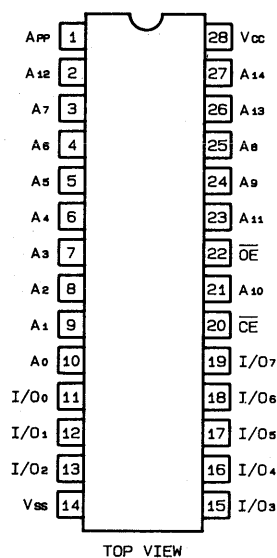 APP 1 28 VCC
A12 2 27 A14
A7 3 26 A13
A6 4 25 A8
A5 5 24 A9
A4 6 23 A11
A3 7 22 O̅E̅
A2 8 21 A10
A1 9 20 C̅E̅
A0 10 19 I/O7
I/O0 11 18 I/O6
I/O1 12 17 I/O5
I/O2 13 16 I/O4
VSS 14 15 I/O3
TOP VIEW